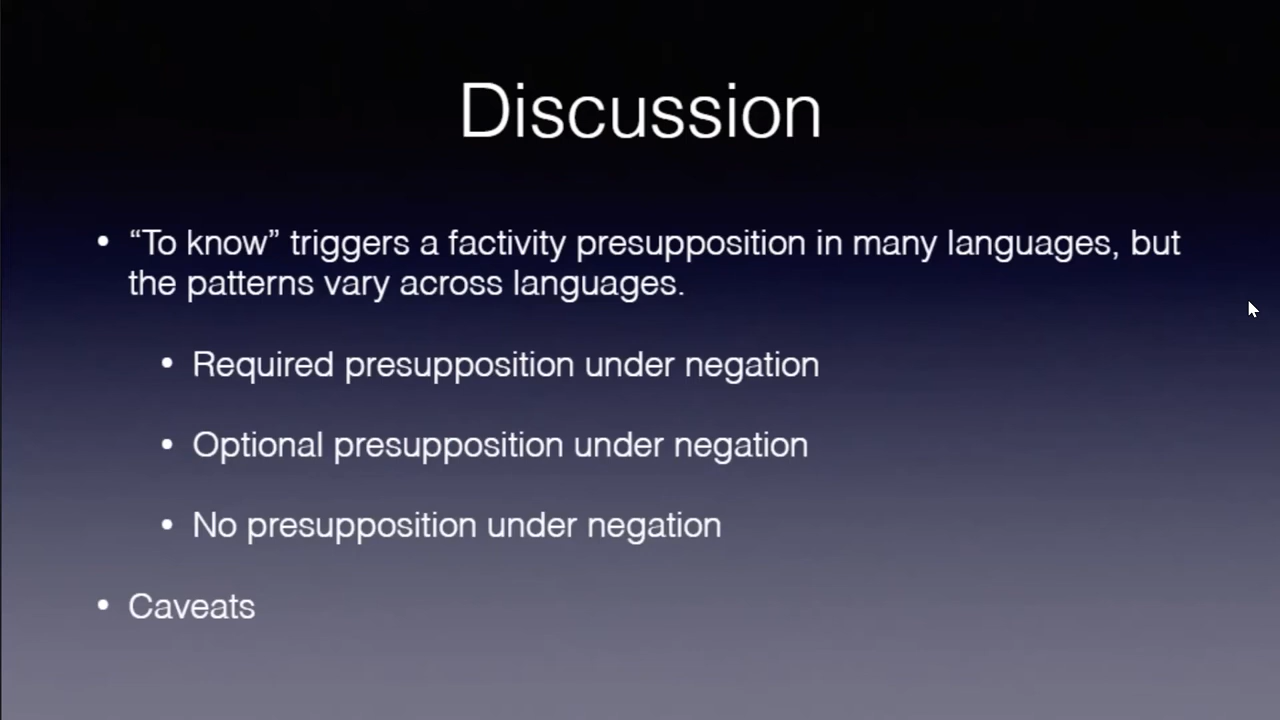 Discussion
• “To know” triggers a factivity presupposition in many languages, but
the patterns vary across languages.
• Required presupposition under negation
• Optional presupposition under negation
• No presupposition under negation
• Caveats